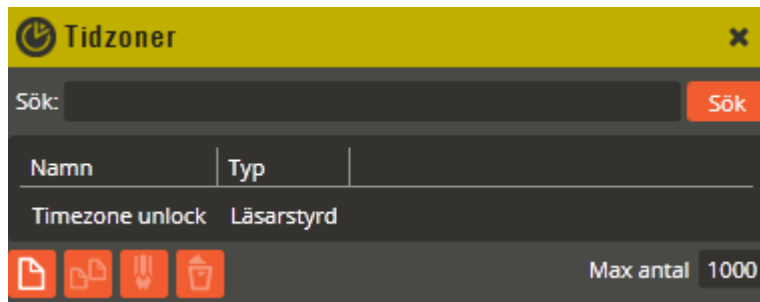 Tidzoner
Sök: Sök
Namn Typ
Timezone unlock Läsarstyrd
Max antal 1000